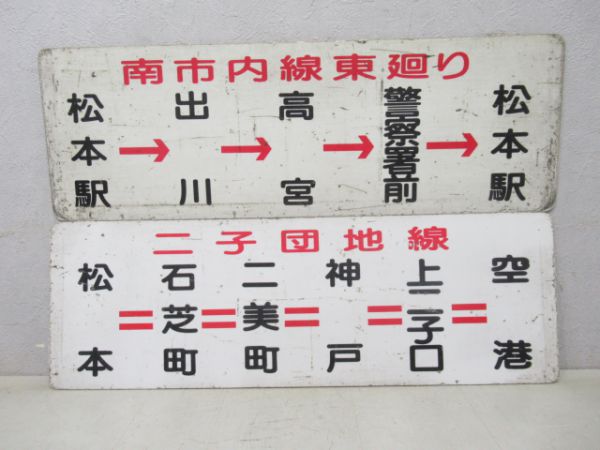 南市内線東廻り
松本駅→出川→高宮→警察署前→松本駅
二子団地線
松本＝石芝町＝二美町＝神戸＝上二子口＝空港